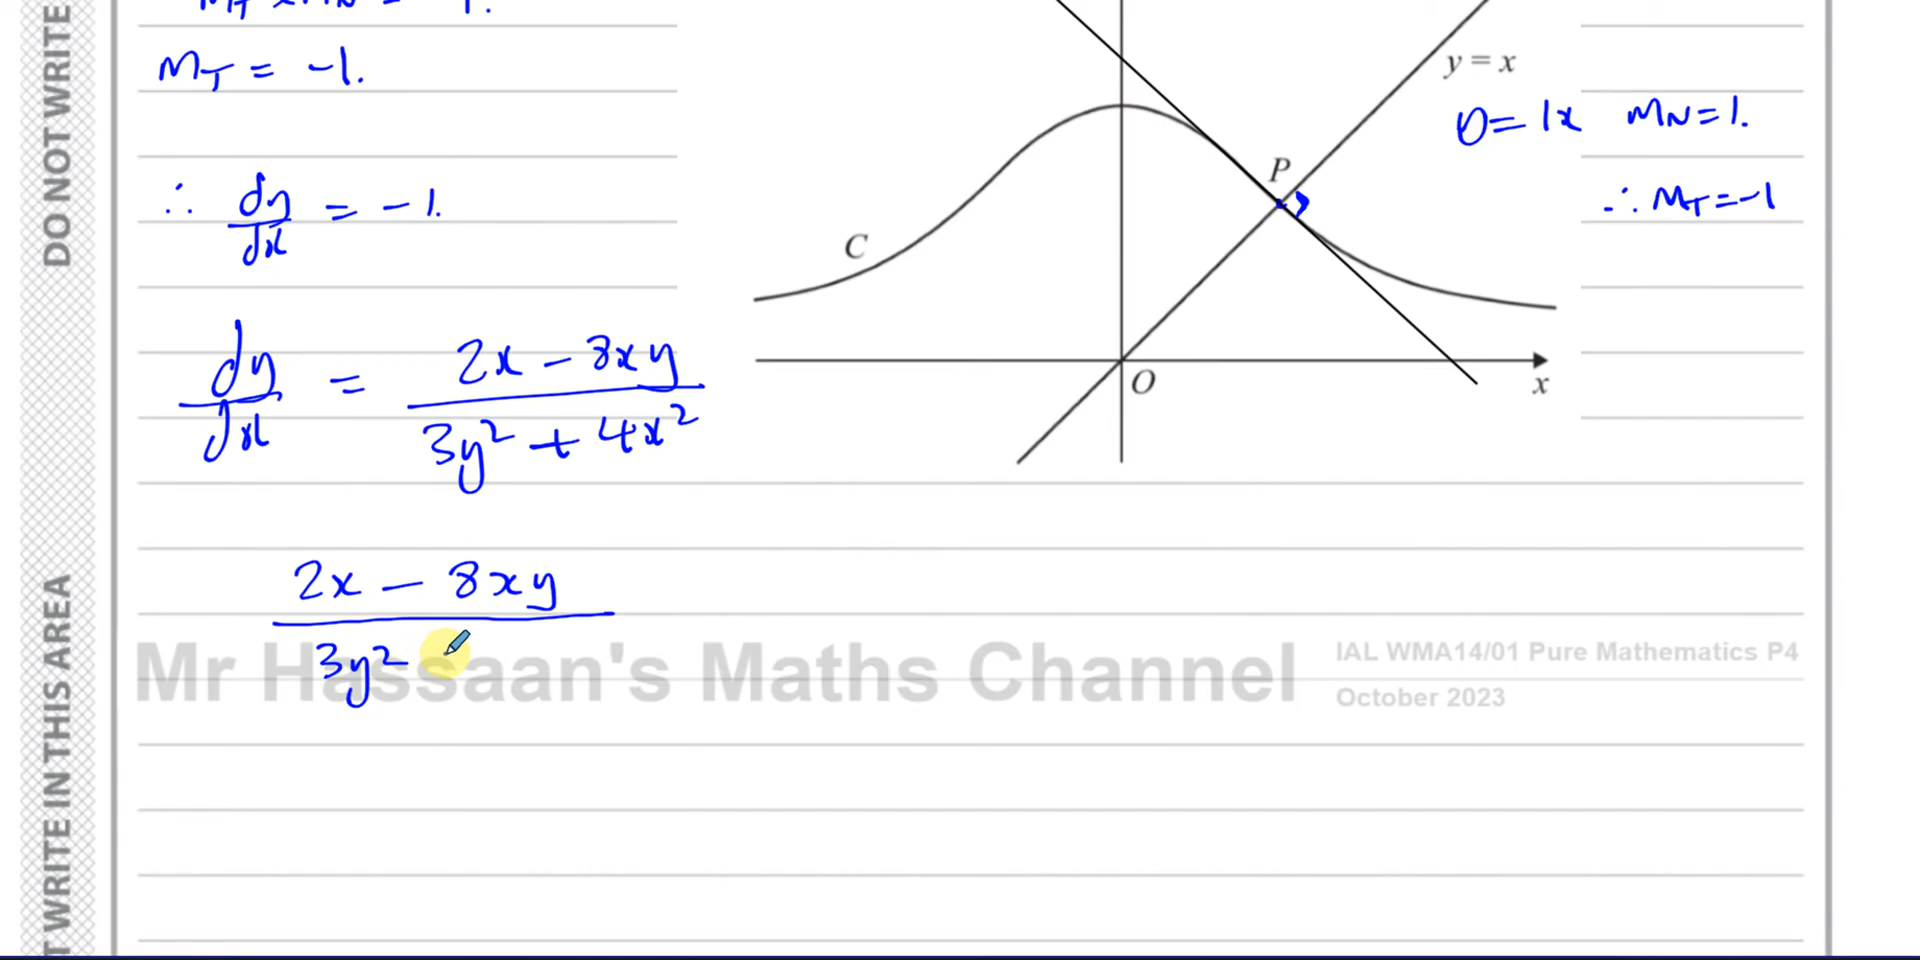 DO NOT WRITE
T WRITE IN THIS AREA
M_T = -1.
∴ dy/dx = -1.
dy/dx = (2x - 8xy)/(3y² + 4x²)
2x - 8xy
3y²
y = x
y = 1x  m_N = 1.
∴ m_T = -1
P
C
O
x
Mr Hassaan's Maths Channel
IAL WMA14/01 Pure Mathematics P4
October 2023